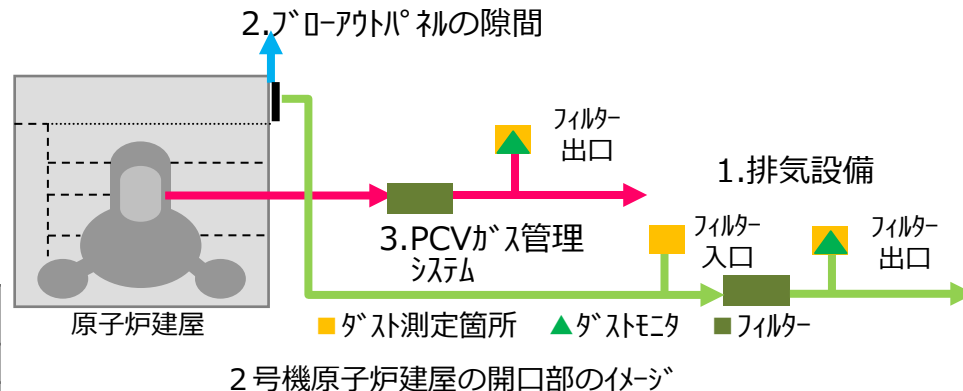 2.ﾌﾞﾛｰｱｳﾄﾊﾟﾈﾙの隙間
ﾌｨﾙﾀｰ
出口
1.排気設備
3.PCVｶﾞｽ管理
ｼｽﾃﾑ
ﾌｨﾙﾀｰ
入口
ﾌｨﾙﾀｰ
出口
原子炉建屋
ﾀﾞｽﾄ測定箇所 ﾀﾞｽﾄﾓﾆﾀ ﾌｨﾙﾀｰ
２号機原子炉建屋の開口部のｲﾒｰｼﾞ